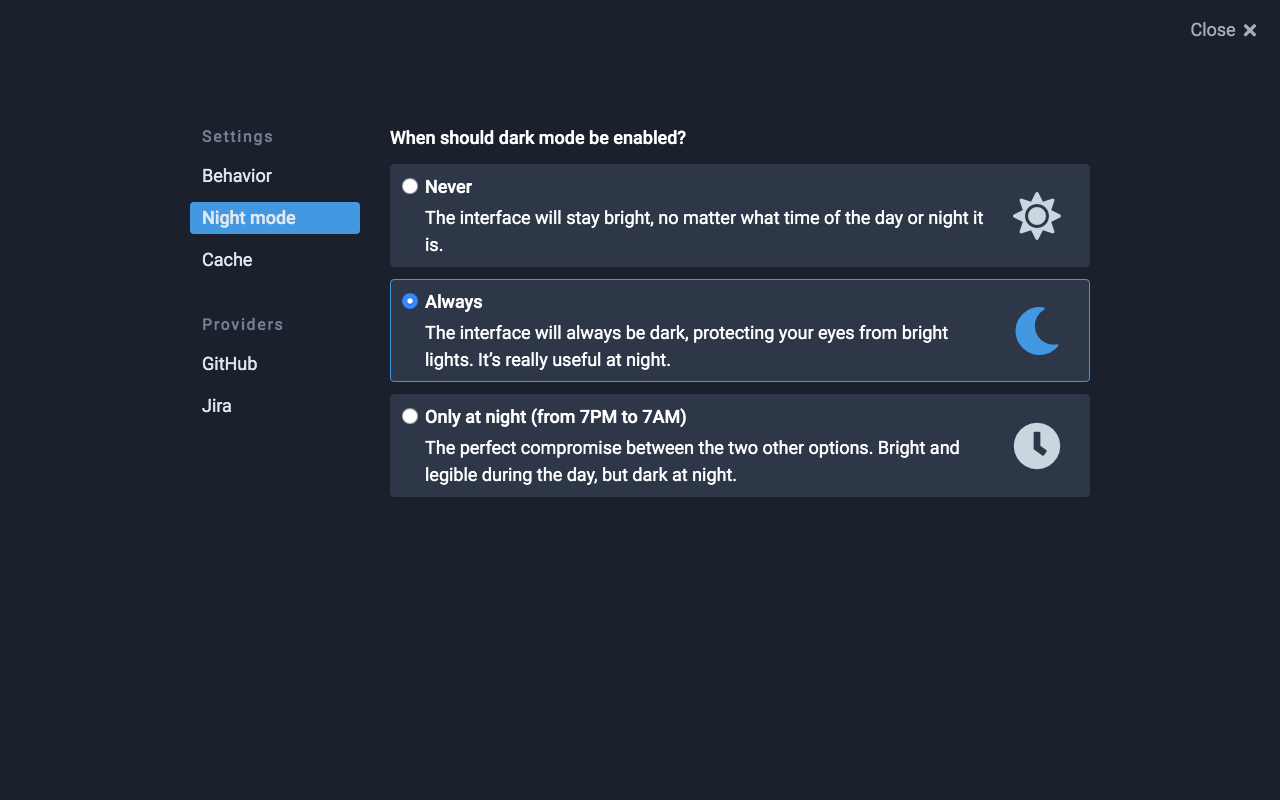 Close
Settings
Behavior
Night mode
Cache
Providers
GitHub
Jira
When should dark mode be enabled?
Never
The interface will stay bright, no matter what time of the day or night it
is.
Always
The interface will always be dark, protecting your eyes from bright
lights. It’s really useful at night.
Only at night (from 7PM to 7AM)
The perfect compromise between the two other options. Bright and
legible during the day, but dark at night.